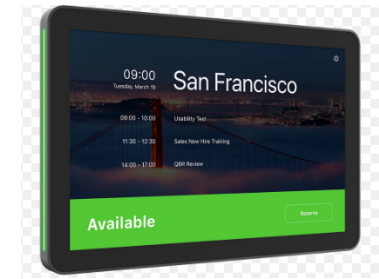 09:00 San Francisco
Tuesday, March 19
09:00 - 10:00 Usability Test
11:30 - 12:30 Sales New Hire Training
14:00 - 17:00 QBR Review
Available Reserve